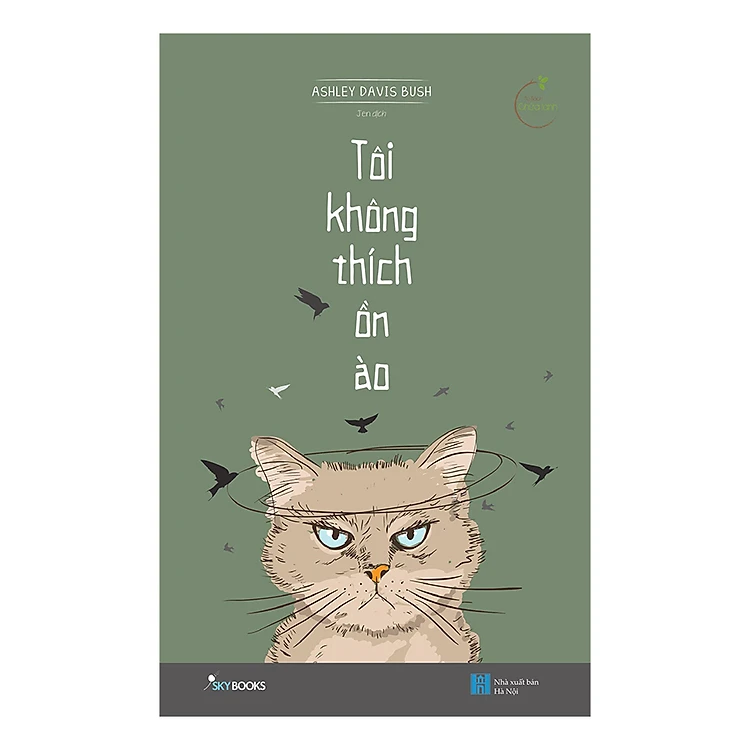 ASHLEY DAVIS BUSH
Jen dịch
Tôi
không
thích
ồn
ào
SKYBOOKS
Nhà xuất bản
Hà Nội